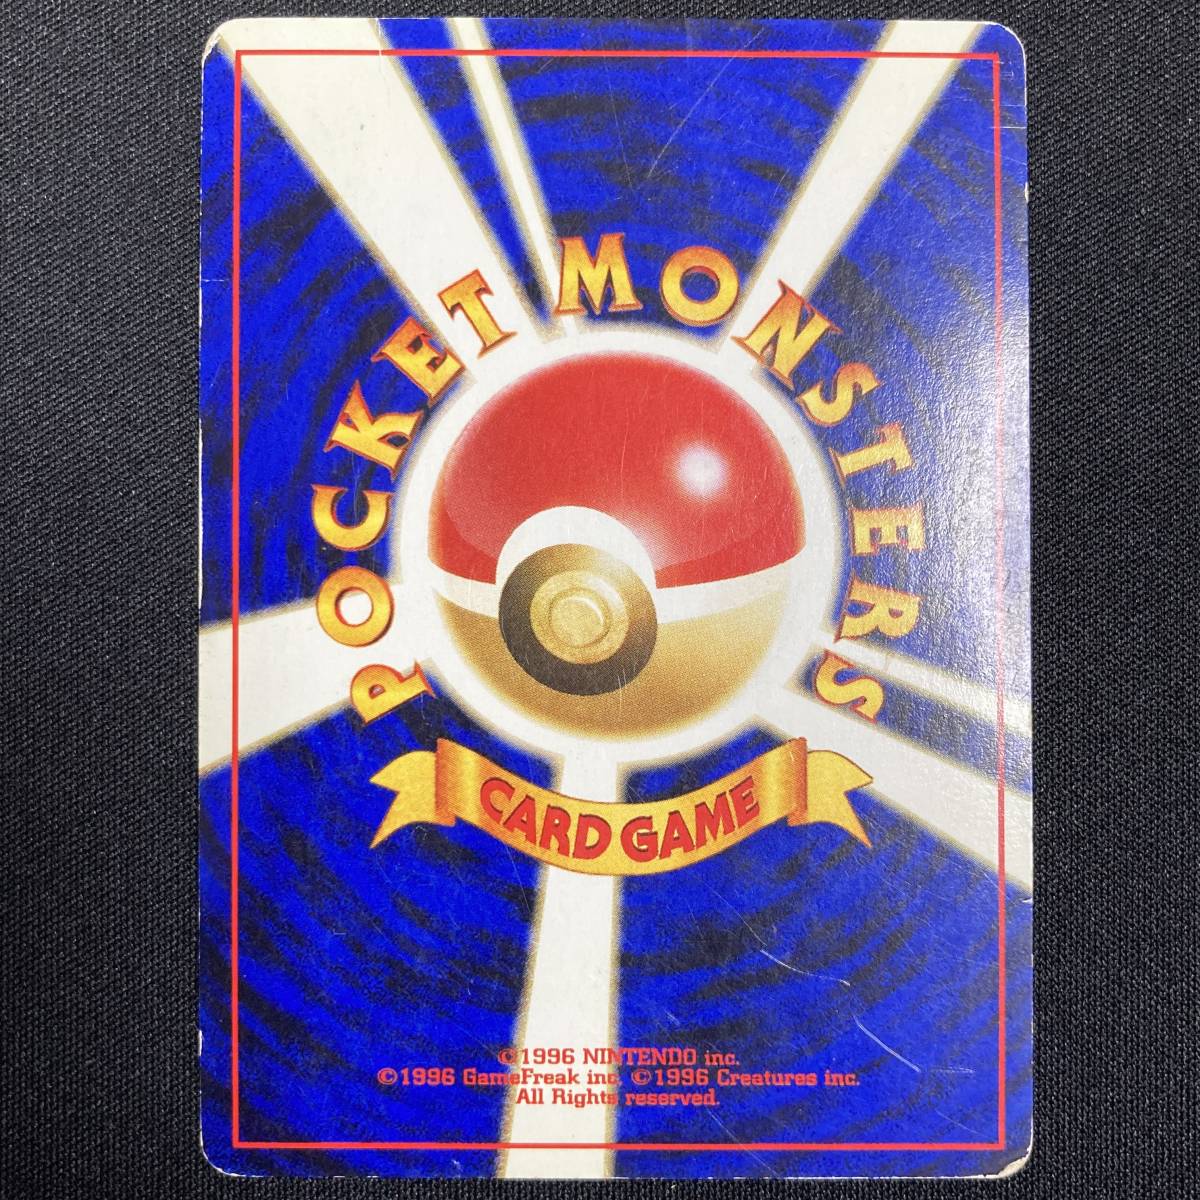 POCKET MONSTERS
CARD GAME
©1996 NINTENDO inc.
©1996 GameFreak inc. ©1996 Creatures inc.
All Rights reserved.